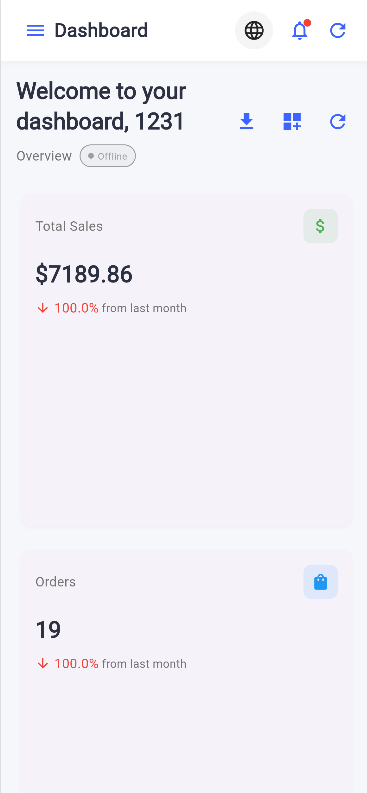 Dashboard
Welcome to your
dashboard, 1231
Overview
Offline
Total Sales
$
$7189.86
100.0% from last month
Orders
19
100.0% from last month